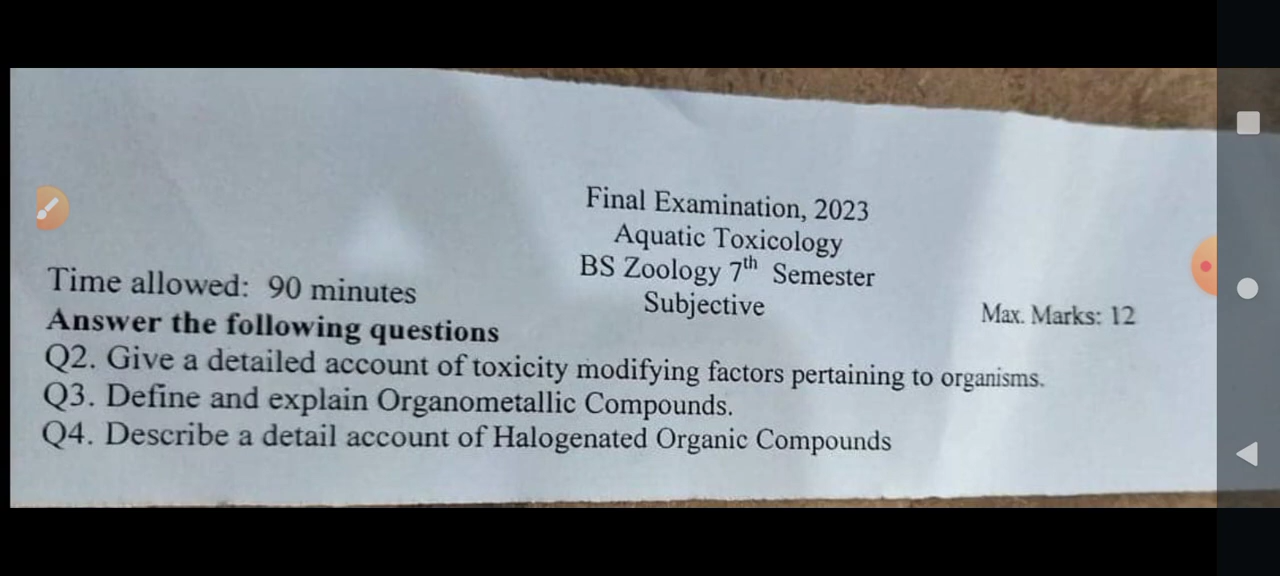 Final Examination, 2023
Aquatic Toxicology
BS Zoology 7th Semester
Time allowed: 90 minutes
Subjective
Max. Marks: 12
Answer the following questions
Q2. Give a detailed account of toxicity modifying factors pertaining to organisms.
Q3. Define and explain Organometallic Compounds.
Q4. Describe a detail account of Halogenated Organic Compounds